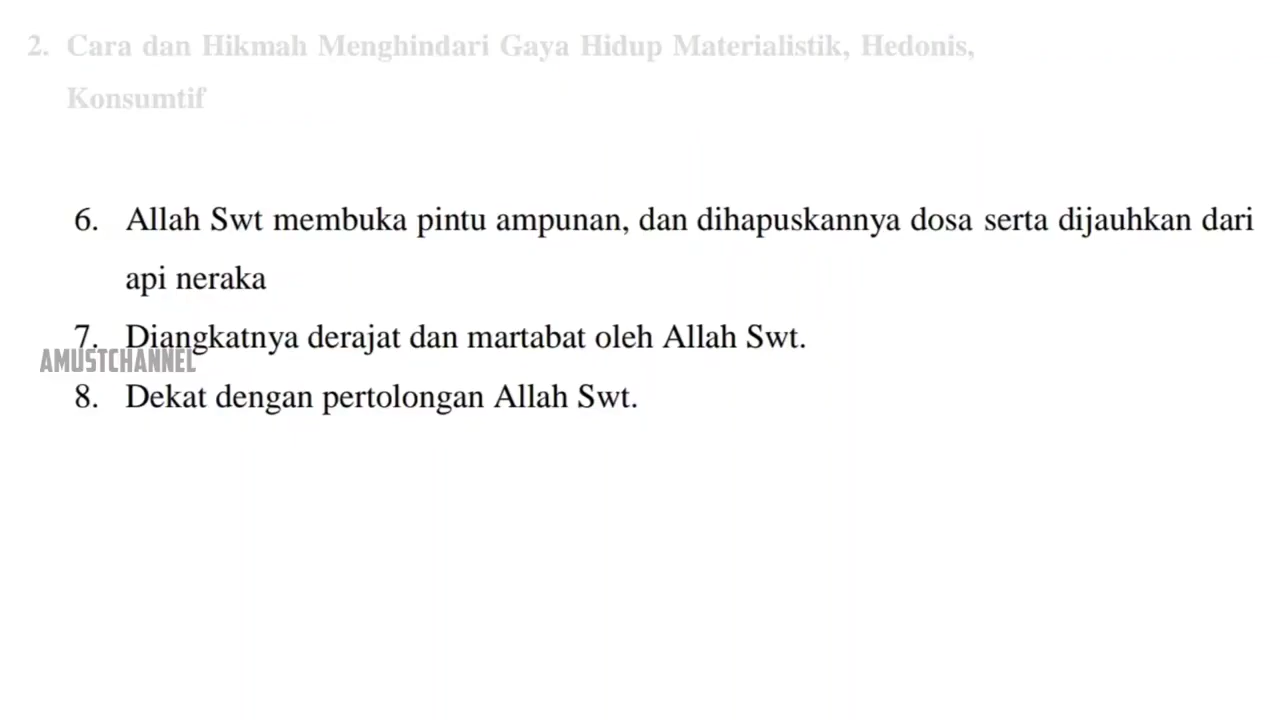 2. Cara dan Hikmah Menghindari Gaya Hidup Materialistik, Hedonis,
Konsumtif
6. Allah Swt membuka pintu ampunan, dan dihapuskannya dosa serta dijauhkan dari
api neraka
7. Diangkatnya derajat dan martabat oleh Allah Swt.
AMUSTCHANNEL
8. Dekat dengan pertolongan Allah Swt.